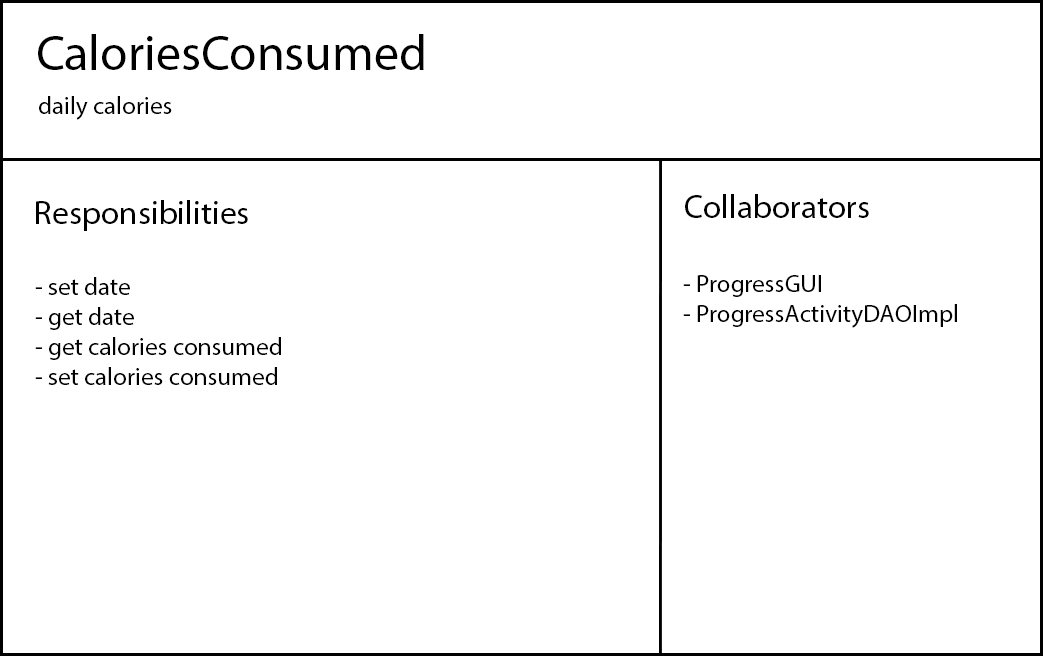 CaloriesConsumed
daily calories
Responsibilities
- set date
- get date
- get calories consumed
- set calories consumed
Collaborators
- ProgressGUI
- ProgressActivityDAOImpl